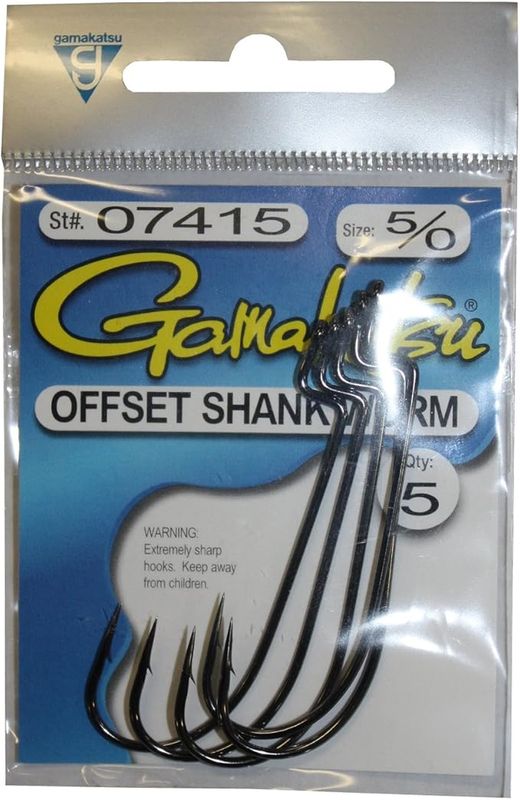 gamakatsu
G
St#. 07415
Size: 5/0
Gamakatsu®
OFFSET SHANK WORM
Qty:
5
WARNING:
Extremely sharp
hooks. Keep away
from children.